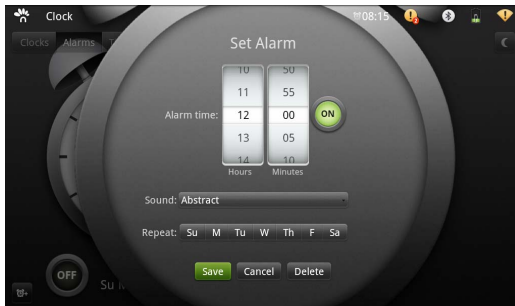 Clock
08:15
Clocks
Alarms
Set Alarm
10
50
11
55
Alarm time:
12
00
ON
13
05
14
10
Hours
Minutes
Sound:
Abstract
Repeat:
Su M Tu W Th F Sa
Save
Cancel
Delete
OFF
Su